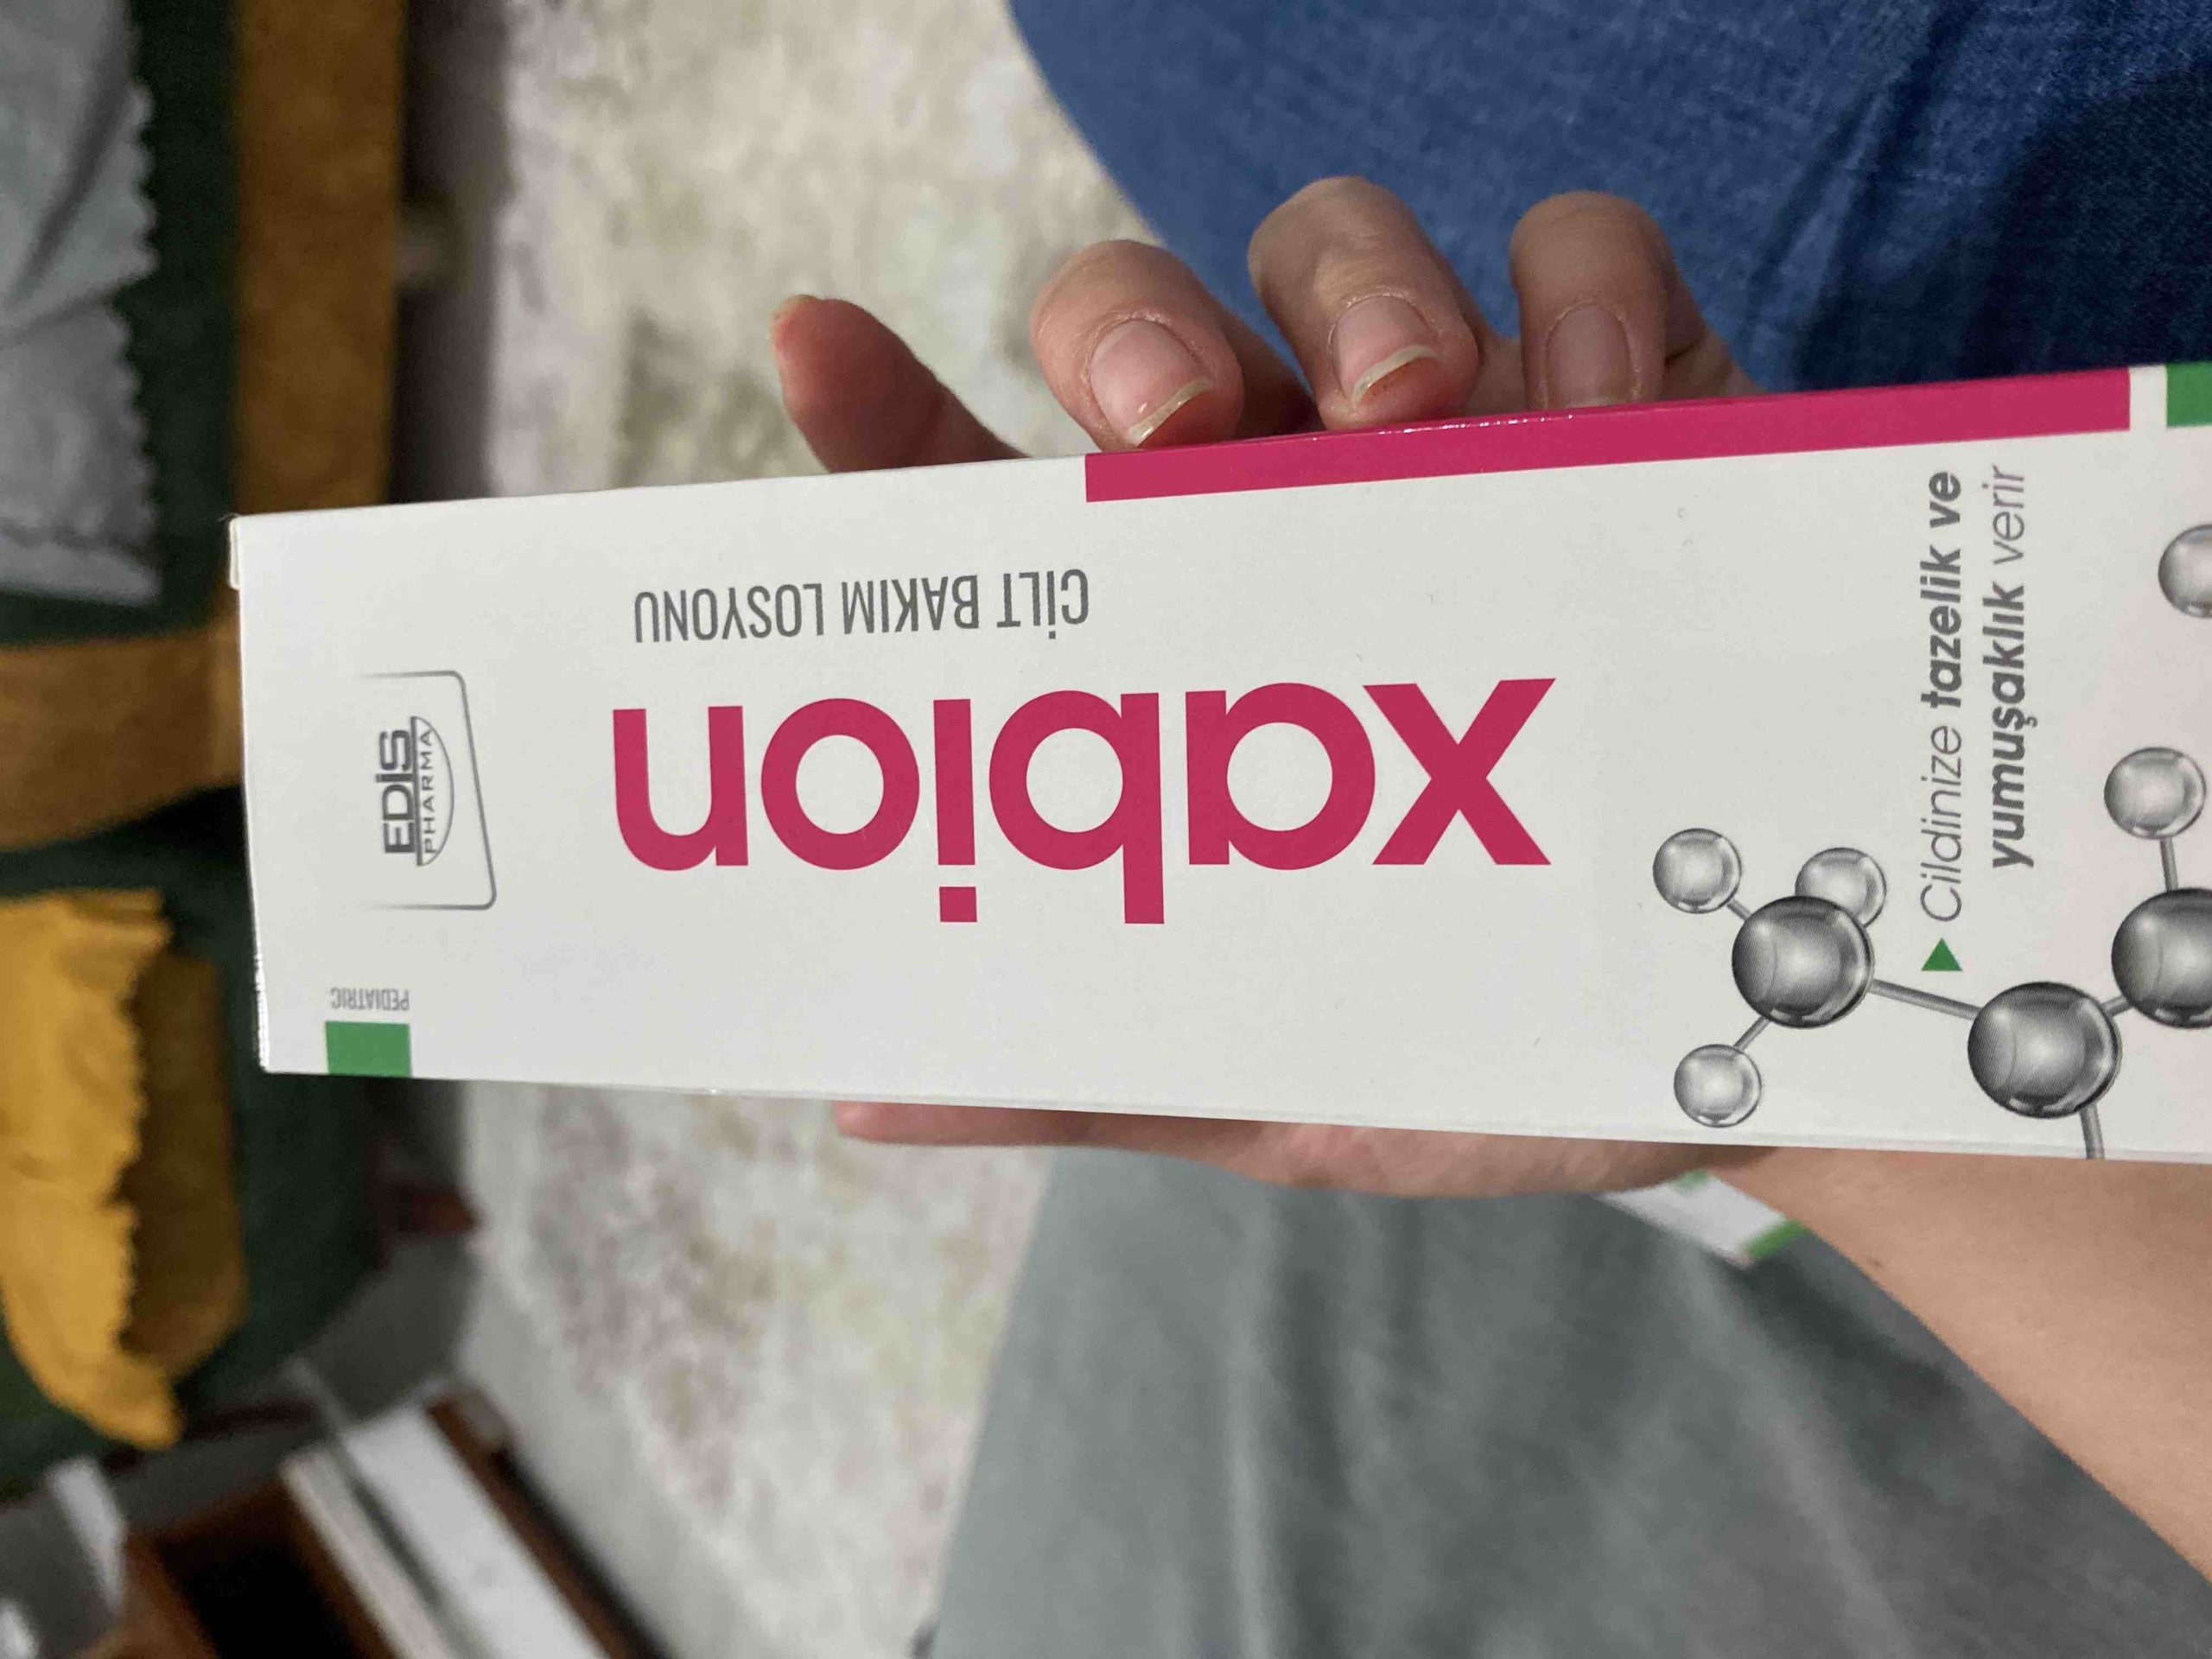 EDİS
PHARMA
PEDIATRIC
xabion
CİLT BAKIM LOSYONU
Cildinize tazelik ve
yumuşaklık verir